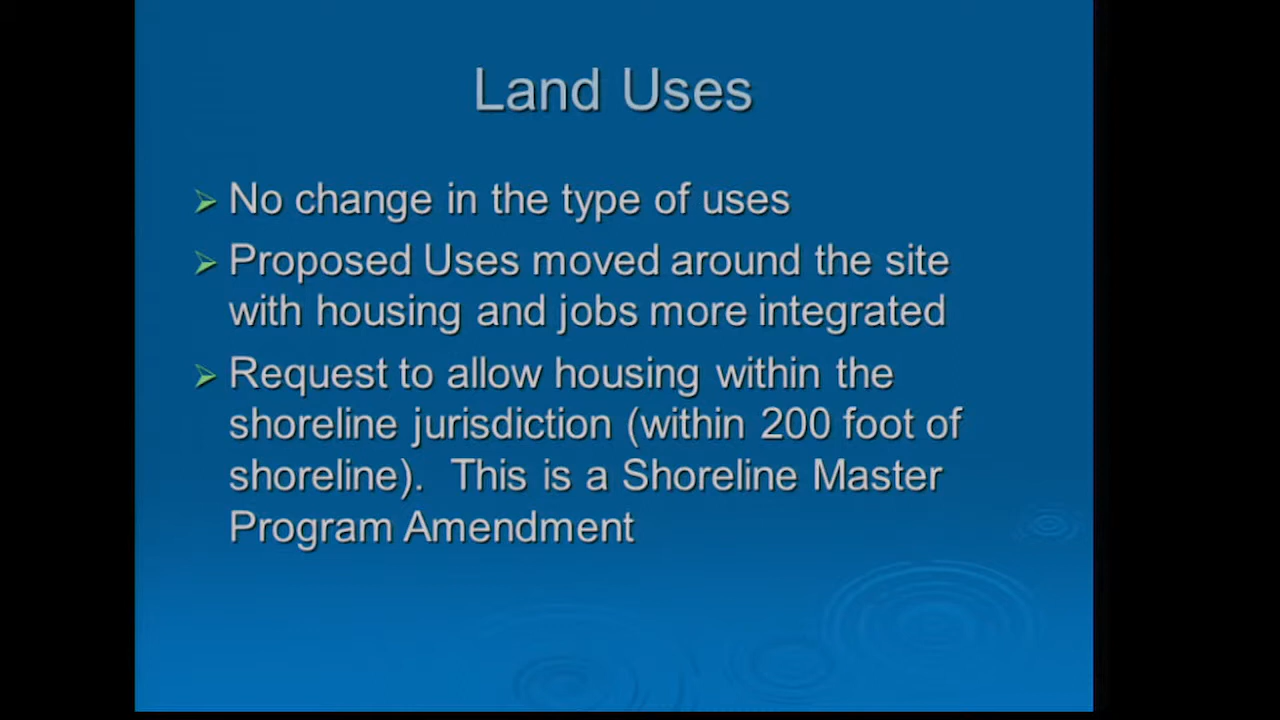 Land Uses
No change in the type of uses
Proposed Uses moved around the site
with housing and jobs more integrated
Request to allow housing within the
shoreline jurisdiction (within 200 foot of
shoreline). This is a Shoreline Master
Program Amendment